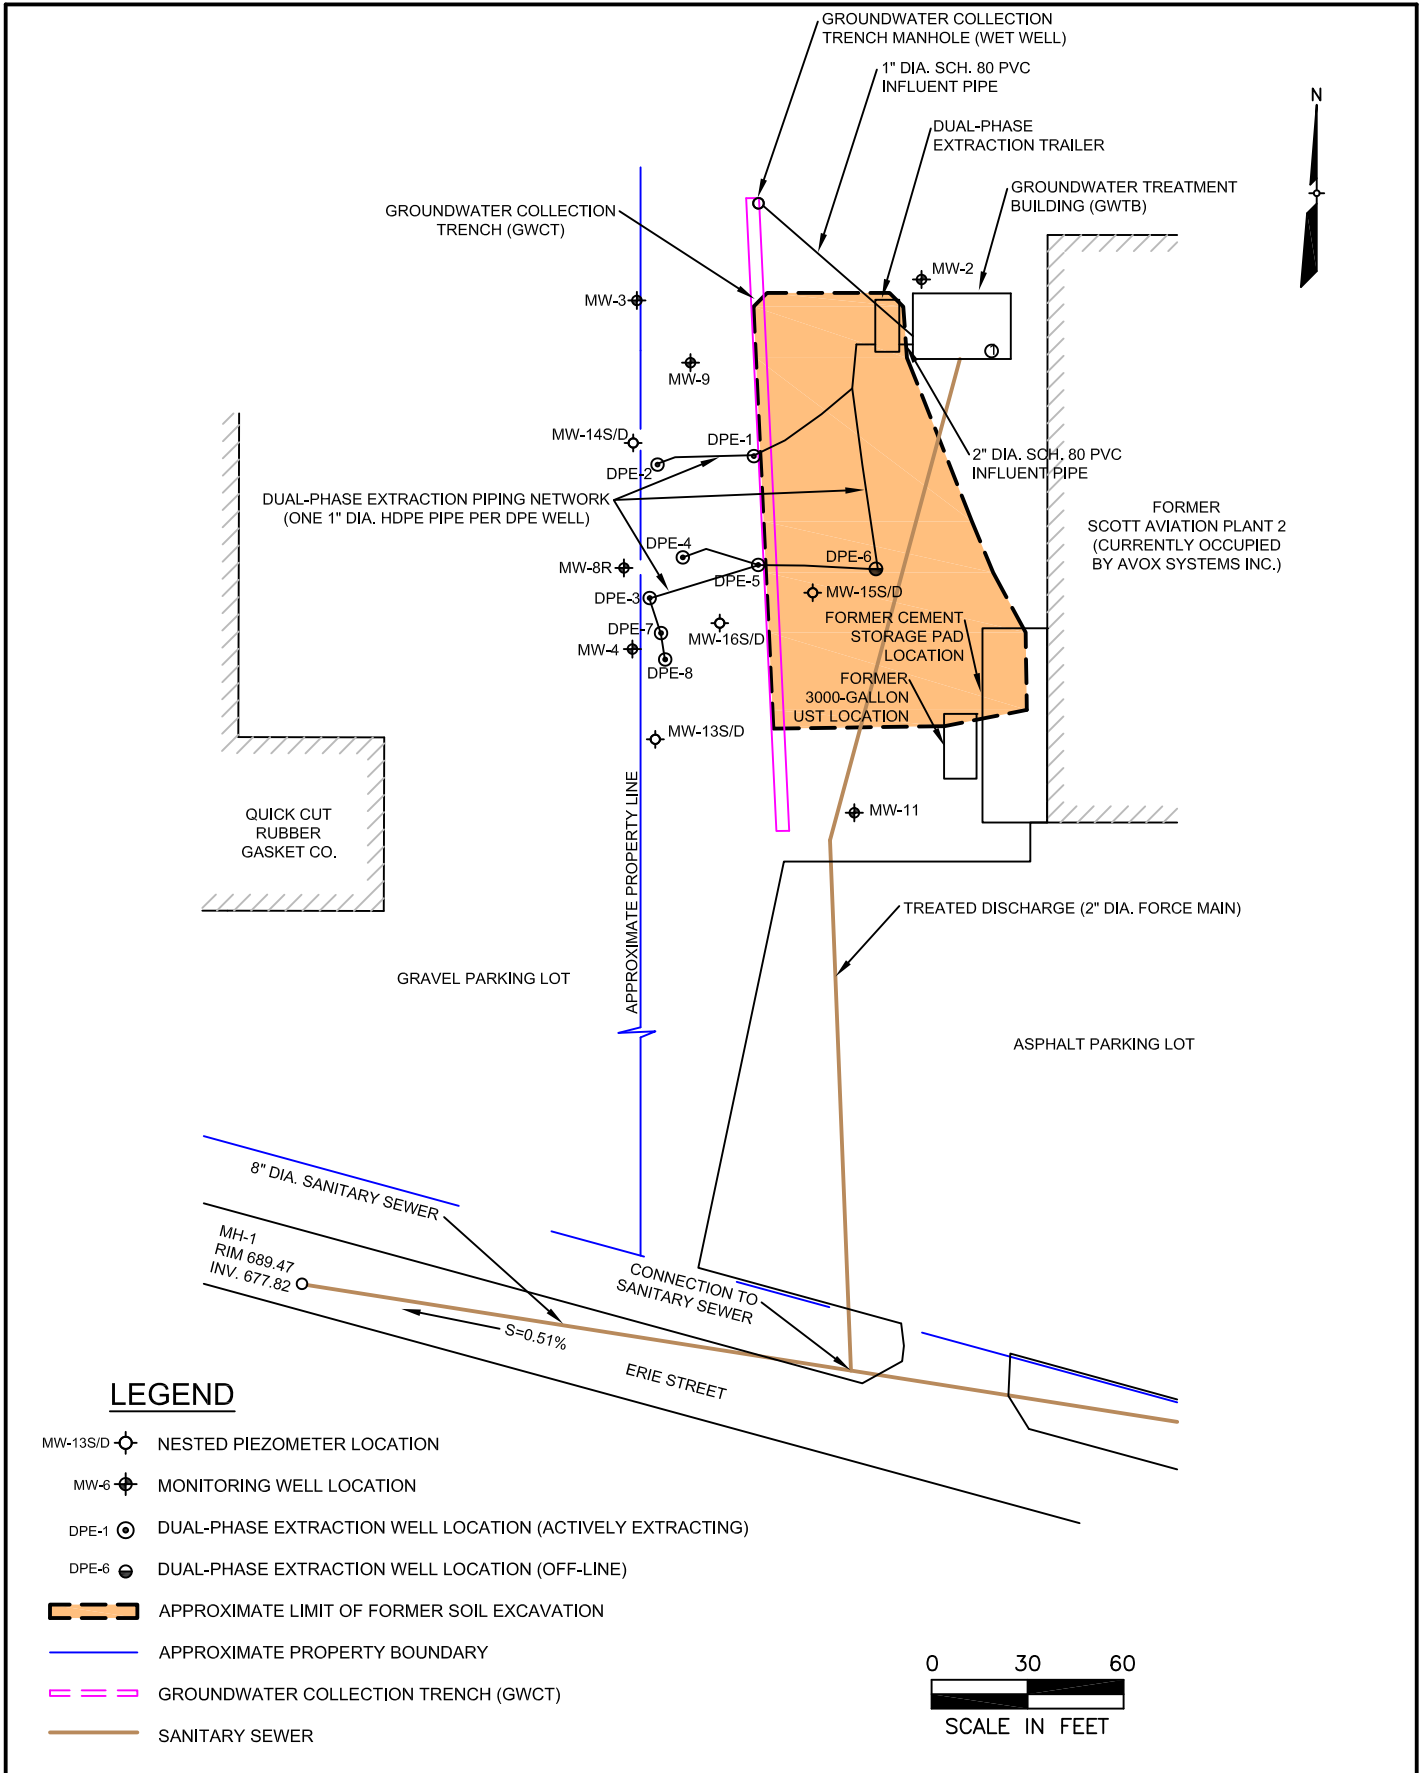 GROUNDWATER COLLECTION
TRENCH MANHOLE (WET WELL)
1" DIA. SCH. 80 PVC
INFLUENT PIPE
N
DUAL-PHASE
EXTRACTION TRAILER
GROUNDWATER TREATMENT
BUILDING (GWTB)
GROUNDWATER COLLECTION
TRENCH (GWCT)
MW-2
MW-3
1
MW-9
MW-14S/D
DPE-1
DPE-2
2" DIA. SCH. 80 PVC
INFLUENT PIPE
DUAL-PHASE EXTRACTION PIPING NETWORK
(ONE 1" DIA. HDPE PIPE PER DPE WELL)
FORMER
SCOTT AVIATION PLANT 2
(CURRENTLY OCCUPIED
BY AVOX SYSTEMS INC.)
DPE-4
DPE-6
MW-8R
DPE-5
DPE-3
MW-15S/D
FORMER CEMENT
STORAGE PAD
LOCATION
DPE-7
MW-16S/D
MW-4
DPE-8
FORMER
3000-GALLON
UST LOCATION
MW-13S/D
APPROXIMATE PROPERTY LINE
MW-11
QUICK CUT
RUBBER
GASKET CO.
TREATED DISCHARGE (2" DIA. FORCE MAIN)
GRAVEL PARKING LOT
ASPHALT PARKING LOT
8" DIA. SANITARY SEWER
MH-1
RIM 689.47
INV. 677.82
CONNECTION TO
SANITARY SEWER
S=0.51%
ERIE STREET
LEGEND
MW-13S/D NESTED PIEZOMETER LOCATION
MW-6 MONITORING WELL LOCATION
DPE-1 DUAL-PHASE EXTRACTION WELL LOCATION (ACTIVELY EXTRACTING)
DPE-6 DUAL-PHASE EXTRACTION WELL LOCATION (OFF-LINE)
APPROXIMATE LIMIT OF FORMER SOIL EXCAVATION
APPROXIMATE PROPERTY BOUNDARY
GROUNDWATER COLLECTION TRENCH (GWCT)
SANITARY SEWER
0 30 60
SCALE IN FEET